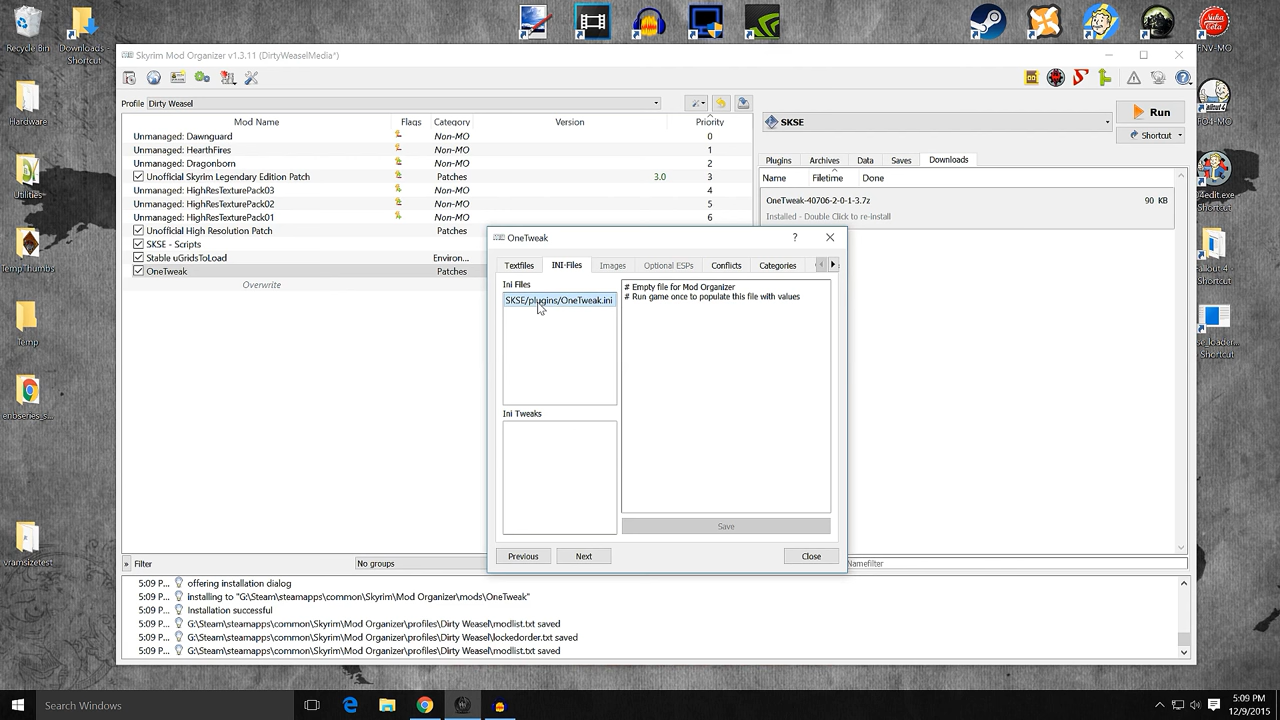 Recycle Bin
Downloads - Shortcut
Hardware
Utilities
TempThumbs
Temp
enbseries_s...
vramsizetest
FNV-MO
FO4-MO
Shortcut
Shortcut
Shortcut
Skyrim Mod Organizer v1.3.11 (DirtyWeaselMedia*)
Profile Dirty Weasel
Mod Name Flags Category Version Priority
Unmanaged: Dawnguard Non-MO 0
Unmanaged: HearthFires Non-MO 1
Unmanaged: Dragonborn Non-MO 2
Unofficial Skyrim Legendary Edition Patch Patches 3.0 3
Unmanaged: HighResTexturePack03 Non-MO 4
Unmanaged: HighResTexturePack02 Non-MO 5
Unmanaged: HighResTexturePack01 Non-MO 6
Unofficial High Resolution Patch Patches
SKSE - Scripts
Stable uGridsToLoad Environ...
OneTweak Patches
Overwrite
SKSE
Run
Shortcut
Plugins Archives Data Saves Downloads
Name Filetime Done
OneTweak-40706-2-0-1-3.7z 90 KB
Installed - Double Click to re-install
OneTweak
?
Textfiles INI-Files Images Optional ESPs Conflicts Categories
Ini Files
SKSE/plugins/OneTweak.ini
# Empty file for Mod Organizer
# Run game once to populate this file with values
Ini Tweaks
Save
Previous Next Close
» Filter No groups Namefilter
5:09 P... offering installation dialog
5:09 P... installing to "G:\Steam\steamapps\common\Skyrim\Mod Organizer\mods\OneTweak"
5:09 P... Installation successful
5:09 P... G:\Steam\steamapps\common\Skyrim\Mod Organizer\profiles\Dirty Weasel\modlist.txt saved
5:09 P... G:\Steam\steamapps\common\Skyrim\Mod Organizer\profiles\Dirty Weasel\lockedorder.txt saved
5:09 P... G:\Steam\steamapps\common\Skyrim\Mod Organizer\profiles\Dirty Weasel\modlist.txt saved
Search Windows
5:09 PM
12/9/2015